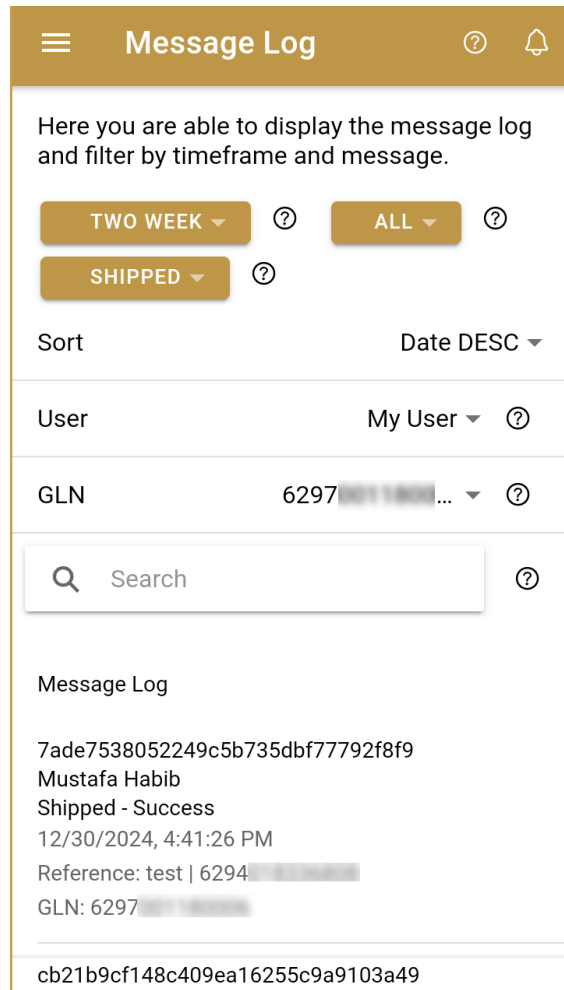 Message Log
Here you are able to display the message log
and filter by timeframe and message.
TWO WEEK
ALL
SHIPPED
Sort
Date DESC
User
My User
GLN
6297 ...
Search
Message Log
7ade7538052249c5b735dbf77792f8f9
Mustafa Habib
Shipped - Success
12/30/2024, 4:41:26 PM
Reference: test | 6294
GLN: 6297
cb21b9cf148c409ea16255c9a9103a49